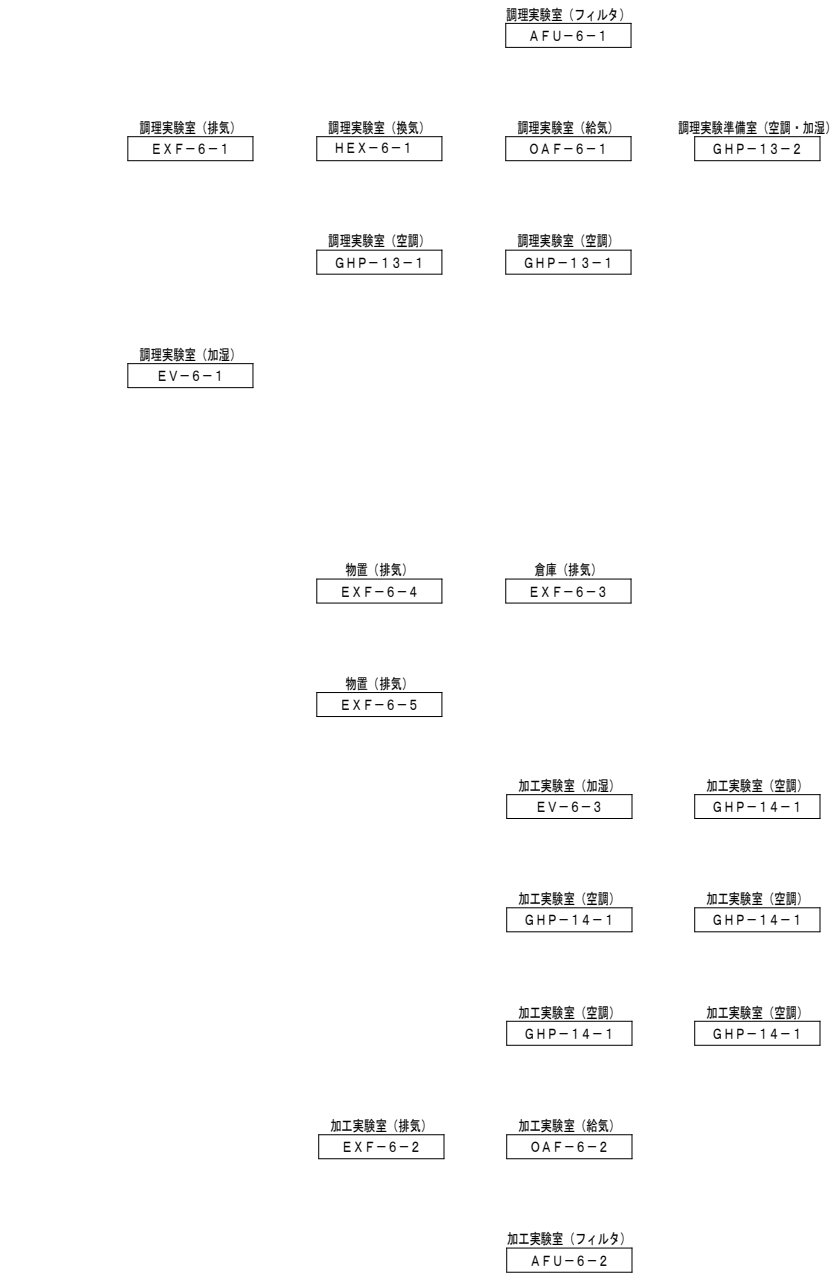 調理実験室（フィルタ）
ＡＦＵ－６－１
調理実験室（排気）
ＥＸＦ－６－１
調理実験室（換気）
ＨＥＸ－６－１
調理実験室（給気）
ＯＡＦ－６－１
調理実験準備室（空調・加湿）
ＧＨＰ－１３－２
調理実験室（空調）
ＧＨＰ－１３－１
調理実験室（空調）
ＧＨＰ－１３－１
調理実験室（加湿）
ＥＶ－６－１
物置（排気）
ＥＸＦ－６－４
倉庫（排気）
ＥＸＦ－６－３
物置（排気）
ＥＸＦ－６－５
加工実験室（加湿）
ＥＶ－６－３
加工実験室（空調）
ＧＨＰ－１４－１
加工実験室（空調）
ＧＨＰ－１４－１
加工実験室（空調）
ＧＨＰ－１４－１
加工実験室（空調）
ＧＨＰ－１４－１
加工実験室（空調）
ＧＨＰ－１４－１
加工実験室（排気）
ＥＸＦ－６－２
加工実験室（給気）
ＯＡＦ－６－２
加工実験室（フィルタ）
ＡＦＵ－６－２